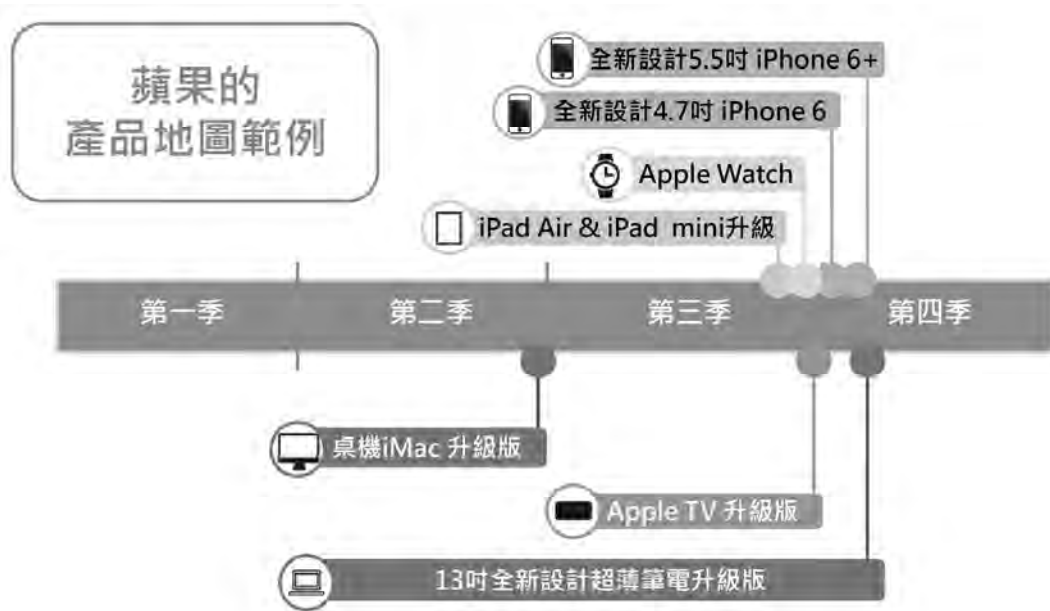 蘋果的
產品地圖範例
全新設計5.5吋 iPhone 6+
全新設計4.7吋 iPhone 6
Apple Watch
iPad Air & iPad mini升級
第一季 第二季 第三季 第四季
桌機iMac 升級版
Apple TV 升級版
13吋全新設計超薄筆電升級版